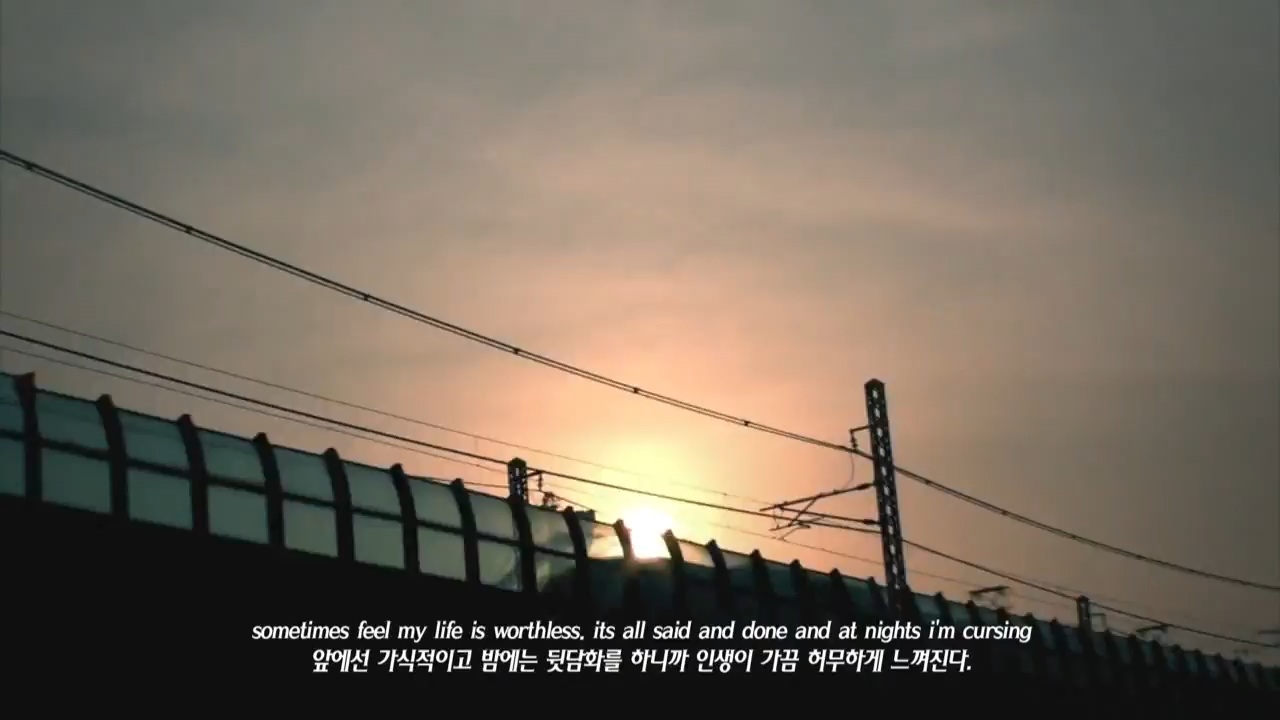 sometimes feel my life is worthless. its all said and done and at nights i'm cursing
앞에선 가식적이고 밤에는 뒷담화를 하니까 인생이 가끔 허무하게 느껴진다.